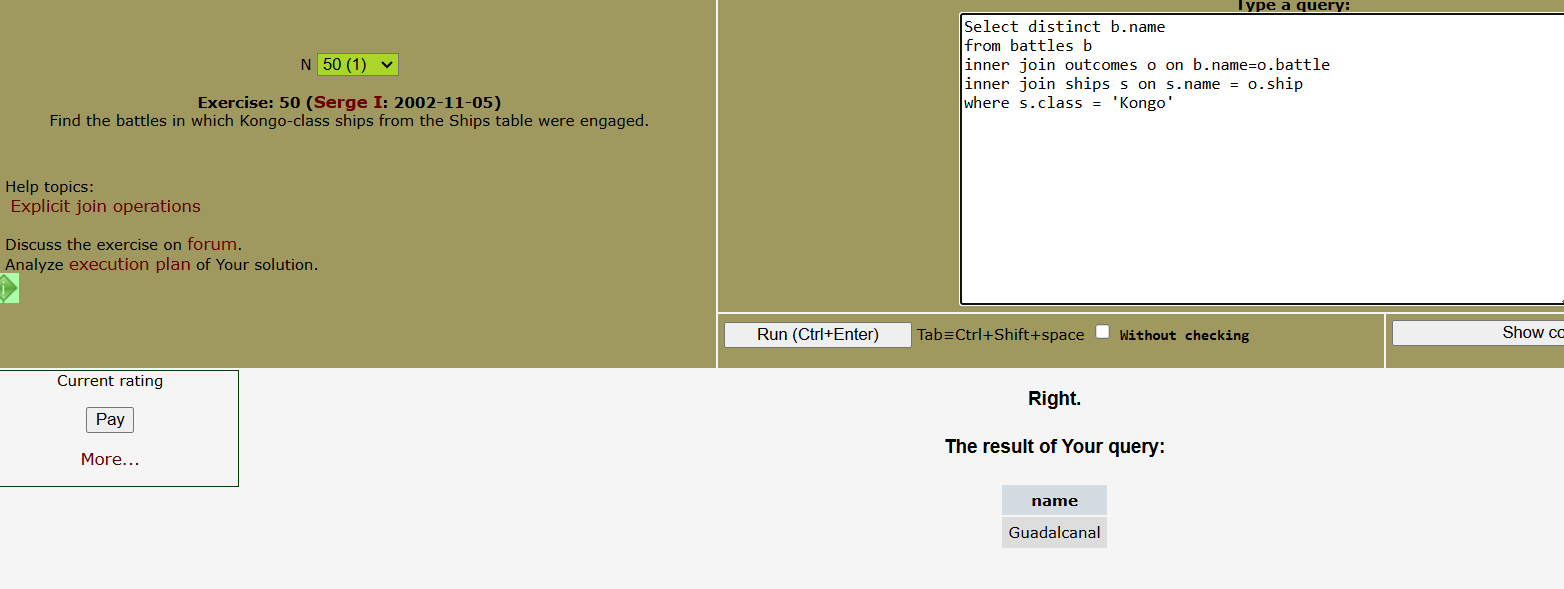 N 50 (1)
Exercise: 50 (Serge I: 2002-11-05)
Find the battles in which Kongo-class ships from the Ships table were engaged.
Help topics:
Explicit join operations
Discuss the exercise on forum.
Analyze execution plan of Your solution.
Type a query:
Select distinct b.name
from battles b
inner join outcomes o on b.name=o.battle
inner join ships s on s.name = o.ship
where s.class = 'Kongo'
Run (Ctrl+Enter) Tab≡Ctrl+Shift+space Without checking
Show co
Current rating
Pay
More...
Right.
The result of Your query:
name
Guadalcanal